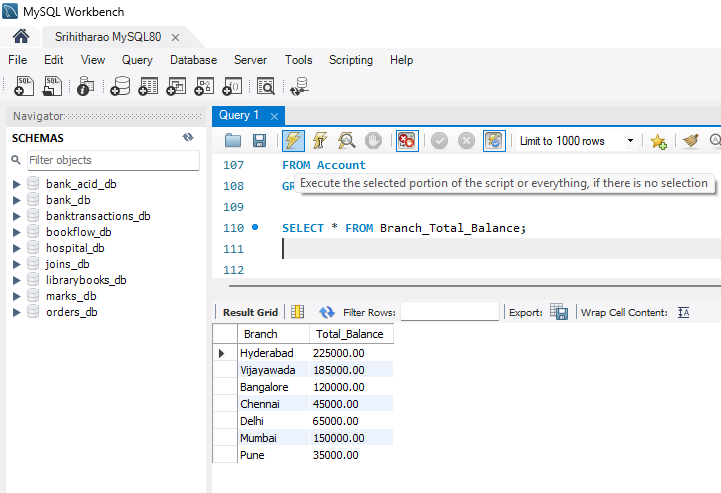 MySQL Workbench
Srihitharao MySQL80
File Edit View Query Database Server Tools Scripting Help
SQL SQL
Navigator
SCHEMAS
Filter objects
bank_acid_db
bank_db
banktransactions_db
bookflow_db
hospital_db
joins_db
librarybooks_db
marks_db
orders_db
Query 1
Limit to 1000 rows
107 FROM Account
108 GR
Execute the selected portion of the script or everything, if there is no selection
109
110 SELECT * FROM Branch_Total_Balance;
111
112
Result Grid Filter Rows: Export: Wrap Cell Content: IA
Branch Total_Balance
Hyderabad 225000.00
Vijayawada 185000.00
Bangalore 120000.00
Chennai 45000.00
Delhi 65000.00
Mumbai 150000.00
Pune 35000.00